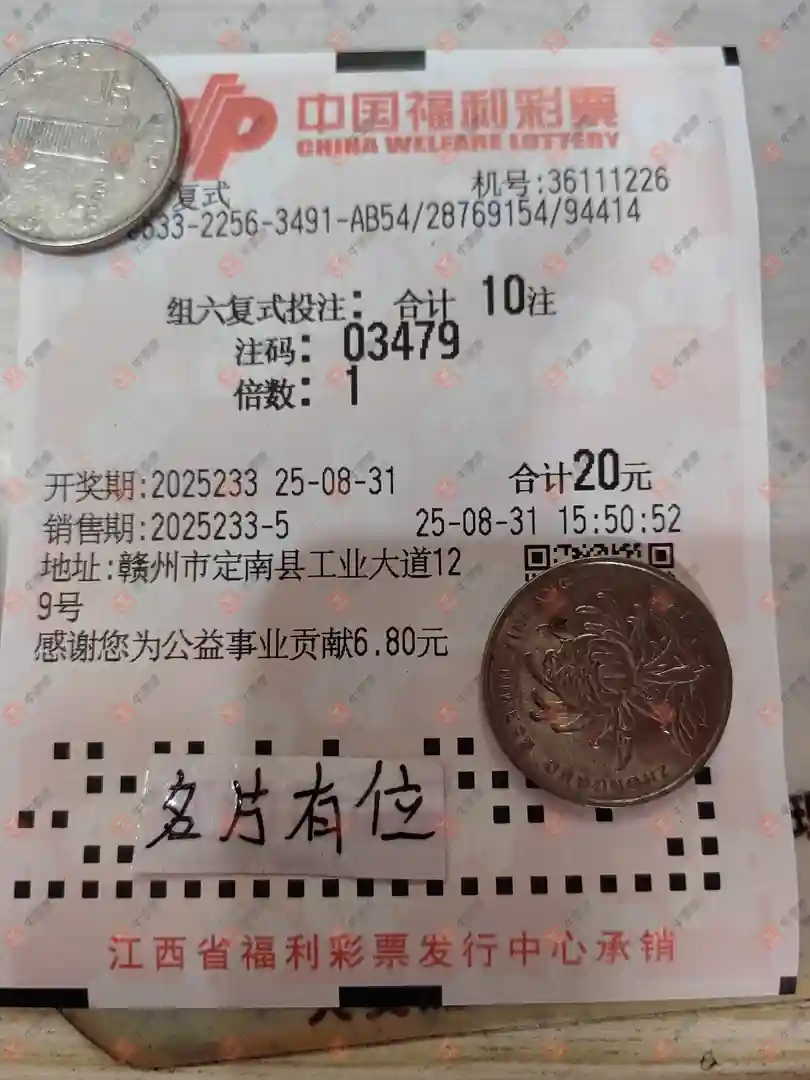 中国福利彩票
CHINA WELFARE LOTTERY
复式 机号:36111226
33-2256-3491-AB54/28769154/94414
组六复式投注: 合计 10注
注码: 03479
倍数: 1
开奖期:2025233 25-08-31 合计20元
销售期:2025233-5 25-08-31 15:50:52
地址:赣州市定南县工业大道12
9号
感谢您为公益事业贡献6.80元
名片有位
江西省福利彩票发行中心承销